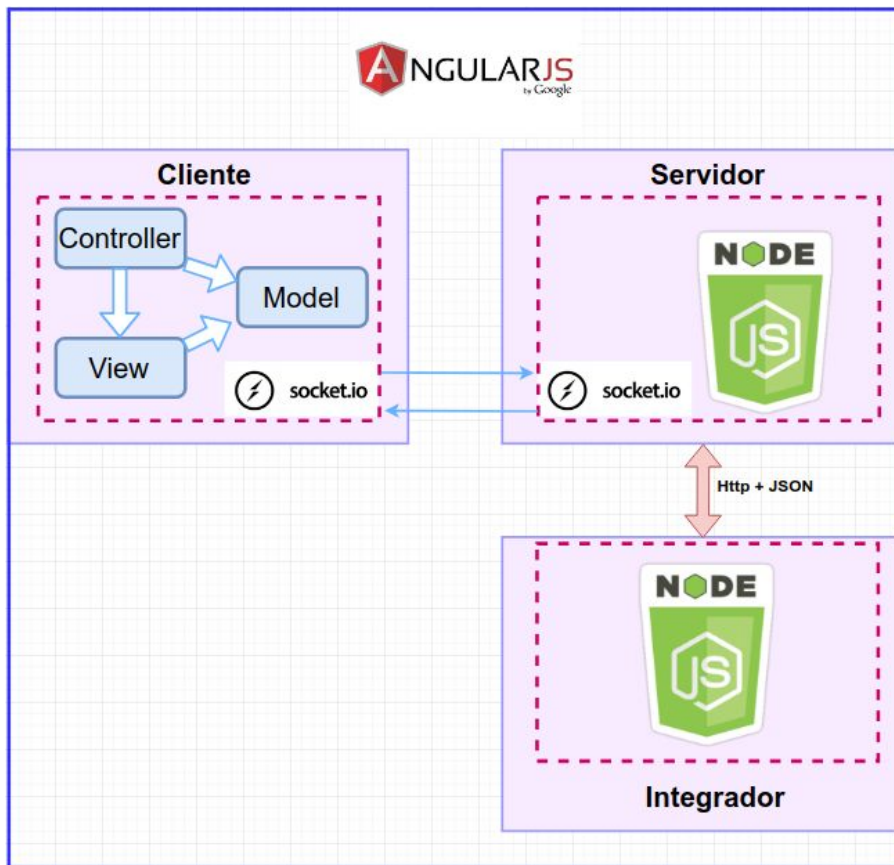 ANGULARJS
by Google
Cliente
Controller
Model
View
socket.io
Servidor
NODE
JS
socket.io
Http + JSON
NODE
JS
Integrador